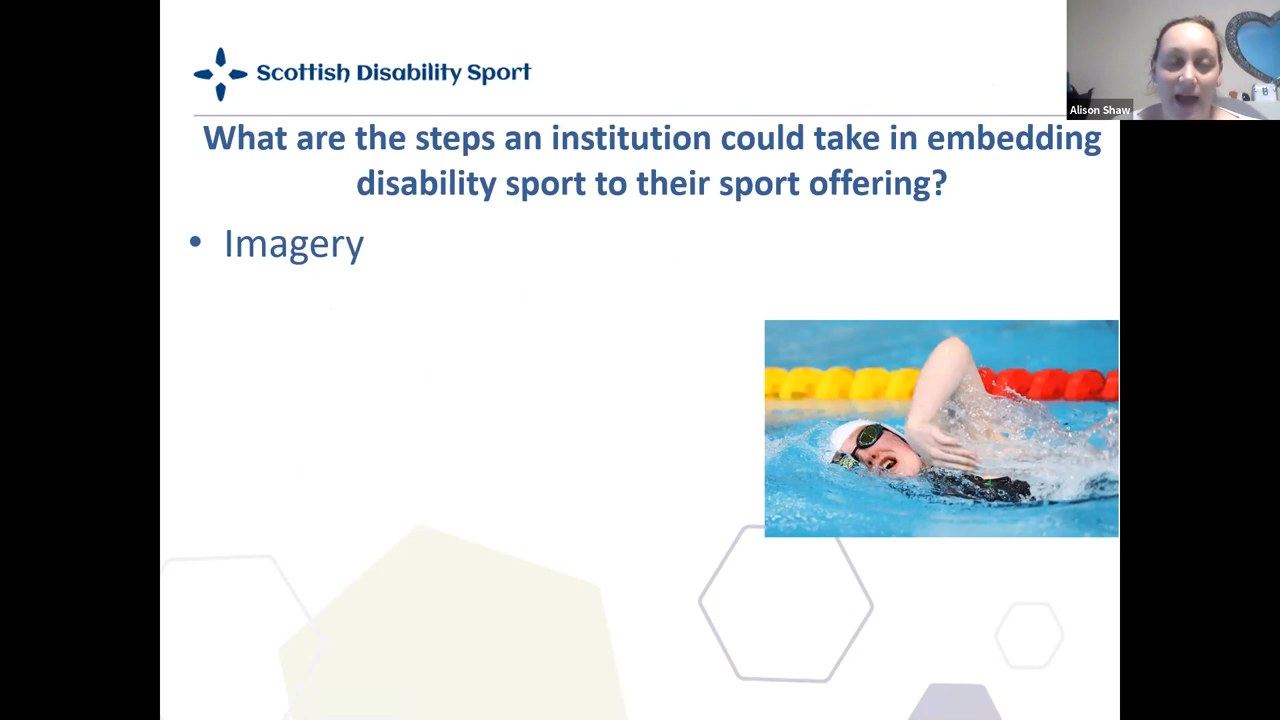 Scottish Disability Sport
Alison Shaw
What are the steps an institution could take in embedding
disability sport to their sport offering?
• Imagery